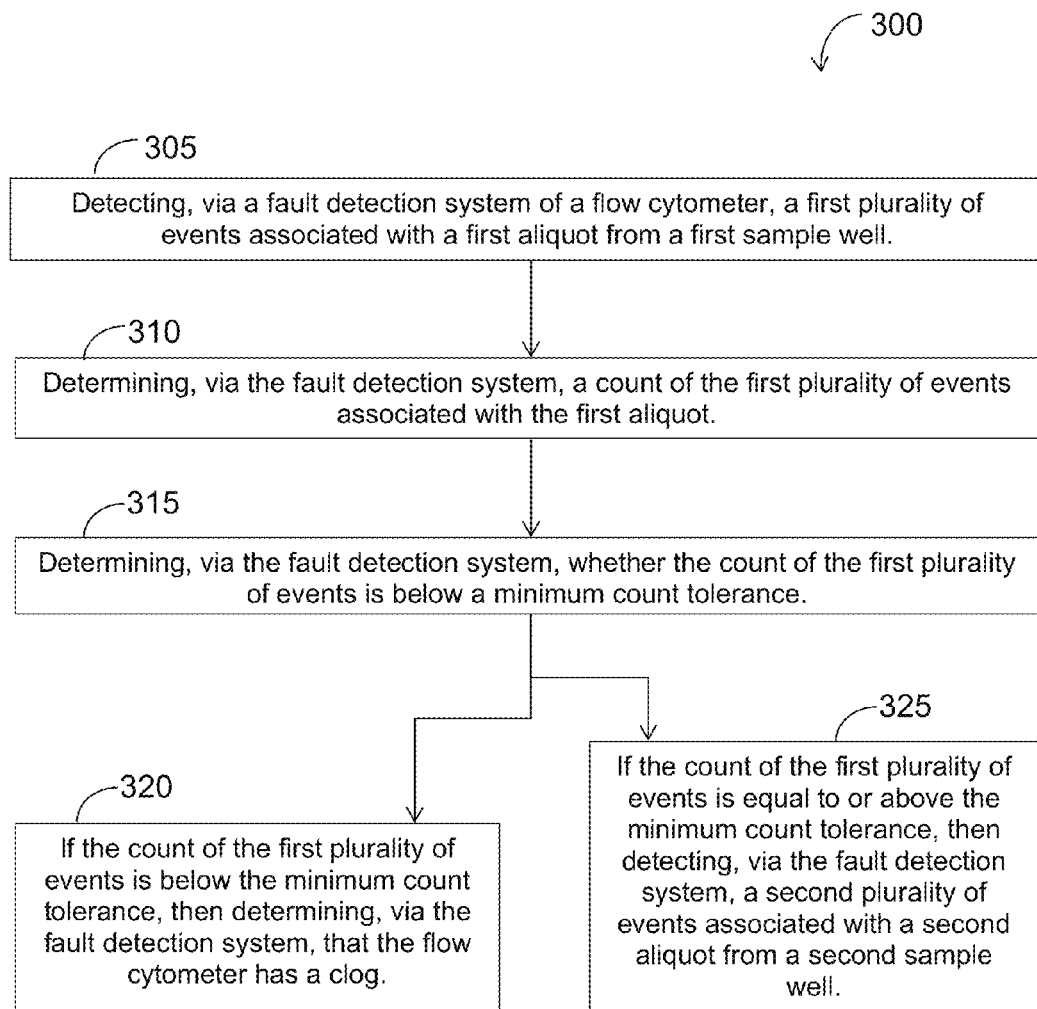 300
305
Detecting, via a fault detection system of a flow cytometer, a first plurality of
events associated with a first aliquot from a first sample well.
310
Determining, via the fault detection system, a count of the first plurality of events
associated with the first aliquot.
315
Determining, via the fault detection system, whether the count of the first plurality
of events is below a minimum count tolerance.
320
If the count of the first plurality of
events is below the minimum count
tolerance, then determining, via the
fault detection system, that the flow
cytometer has a clog.
325
If the count of the first plurality of
events is equal to or above the
minimum count tolerance, then
detecting, via the fault detection
system, a second plurality of
events associated with a second
aliquot from a second sample
well.